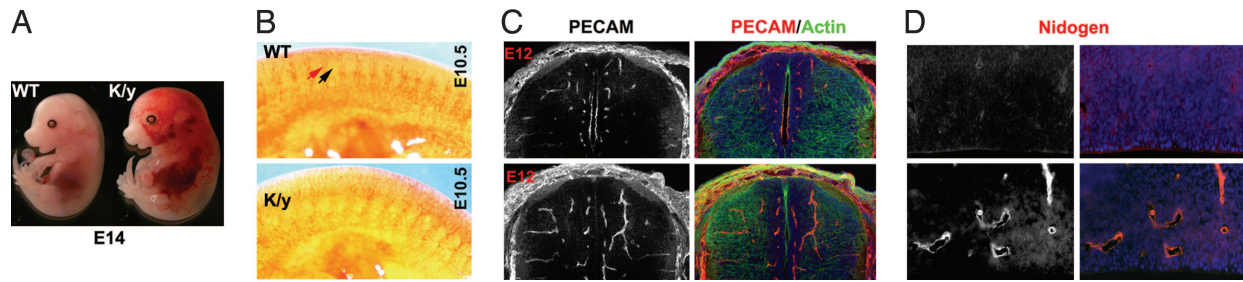 A
WT
K/y
E14
B
WT
E10.5
K/y
E10.5
C
PECAM
PECAM/Actin
E12
E12
D
Nidogen